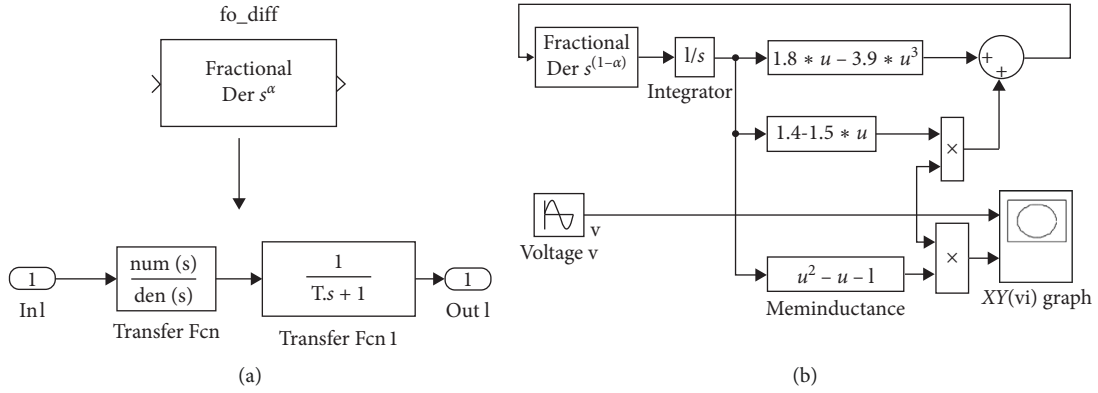 fo_diff
Fractional
Der s^α
num (s)
den (s)
1
T.s + 1
1
In1
Transfer Fcn
Transfer Fcn 1
1
Out 1
(a)
Fractional
Der s^(1–α)
1/s
Integrator
1.8 * u – 3.9 * u^3
+
+
1.4-1.5 * u
×
v
Voltage v
u^2 – u – 1
Meminductance
×
XY(vi) graph
(b)